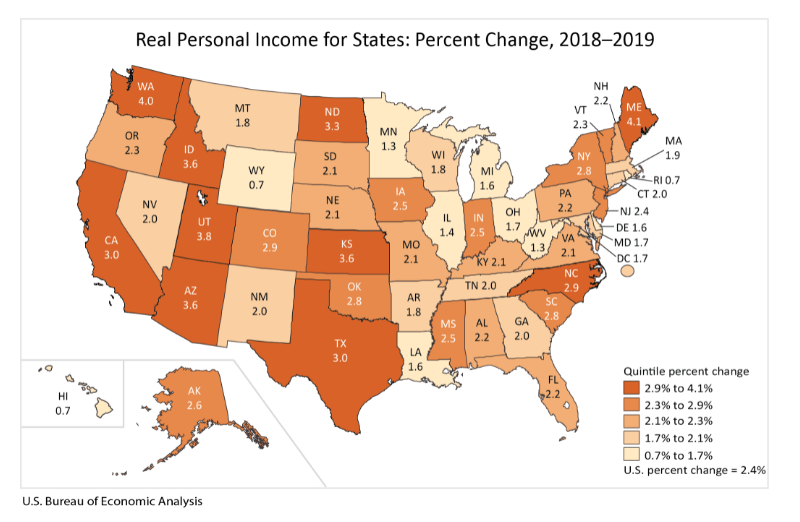 Real Personal Income for States: Percent Change, 2018–2019
WA
4.0
MT
1.8
ND
3.3
MN
1.3
OR
2.3
ID
3.6
WY
0.7
SD
2.1
WI
1.8
MI
1.6
NH
2.2
VT
2.3
ME
4.1
NY
2.8
MA
1.9
RI 0.7
CT 2.0
NJ 2.4
DE 1.6
MD 1.7
DC 1.7
PA
2.2
NV
2.0
UT
3.8
CO
2.9
NE
2.1
IA
2.5
IL
1.4
IN
2.5
OH
1.7
WV
1.3
VA
2.1
CA
3.0
KS
3.6
MO
2.1
KY 2.1
NC
2.9
AZ
3.6
NM
2.0
OK
2.8
AR
1.8
TN 2.0
SC
2.8
TX
3.0
LA
1.6
MS
2.5
AL
2.2
GA
2.0
FL
2.2
HI
0.7
AK
2.6
Quintile percent change
2.9% to 4.1%
2.3% to 2.9%
2.1% to 2.3%
1.7% to 2.1%
0.7% to 1.7%
U.S. percent change = 2.4%
U.S. Bureau of Economic Analysis